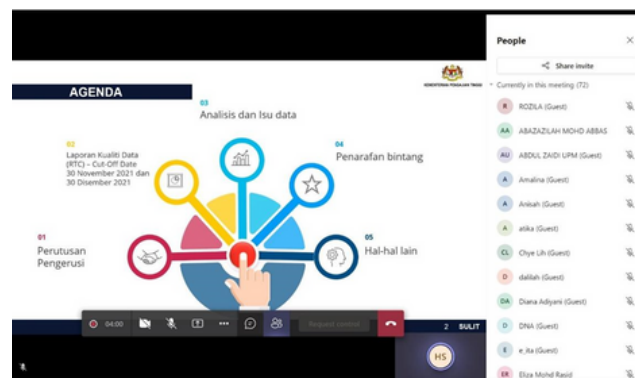 AGENDA
KEMENTERIAN PENGAJIAN TINGGI
03
Analisis dan Isu data
02
Laporan Kualiti Data
(RTC) – Cut-Off Date
30 November 2021 dan
30 Disember 2021
04
Penarafan bintang
01
Perutusan
Pengerusi
05
Hal-hal lain
04:00
Request control
2 SULIT
HS
People
Share invite
Currently in this meeting (72)
R ROZILA (Guest)
AA ABAZAZILAH MOHD ABBAS
AU ABDUL ZAIDI UPM (Guest)
A Amalina (Guest)
A Anisah (Guest)
A atika (Guest)
CL Chye Lih (Guest)
D dalilah (Guest)
DA Diana Adiyani (Guest)
D DNA (Guest)
E e_ita (Guest)
ER Eliza Mohd Rasid